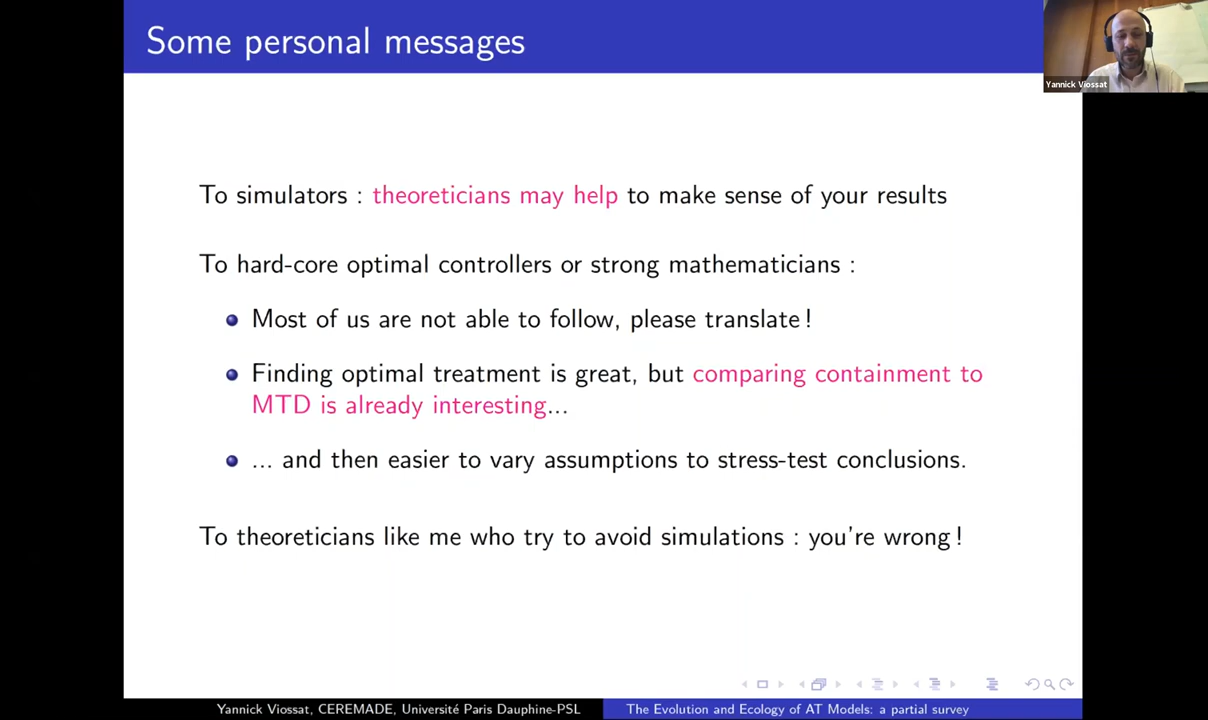 Some personal messages
Yannick Viossat
To simulators : theoreticians may help to make sense of your results
To hard-core optimal controllers or strong mathematicians :
Most of us are not able to follow, please translate !
Finding optimal treatment is great, but comparing containment to
MTD is already interesting...
... and then easier to vary assumptions to stress-test conclusions.
To theoreticians like me who try to avoid simulations : you're wrong !
Yannick Viossat, CEREMADE, Université Paris Dauphine-PSL
The Evolution and Ecology of AT Models: a partial survey